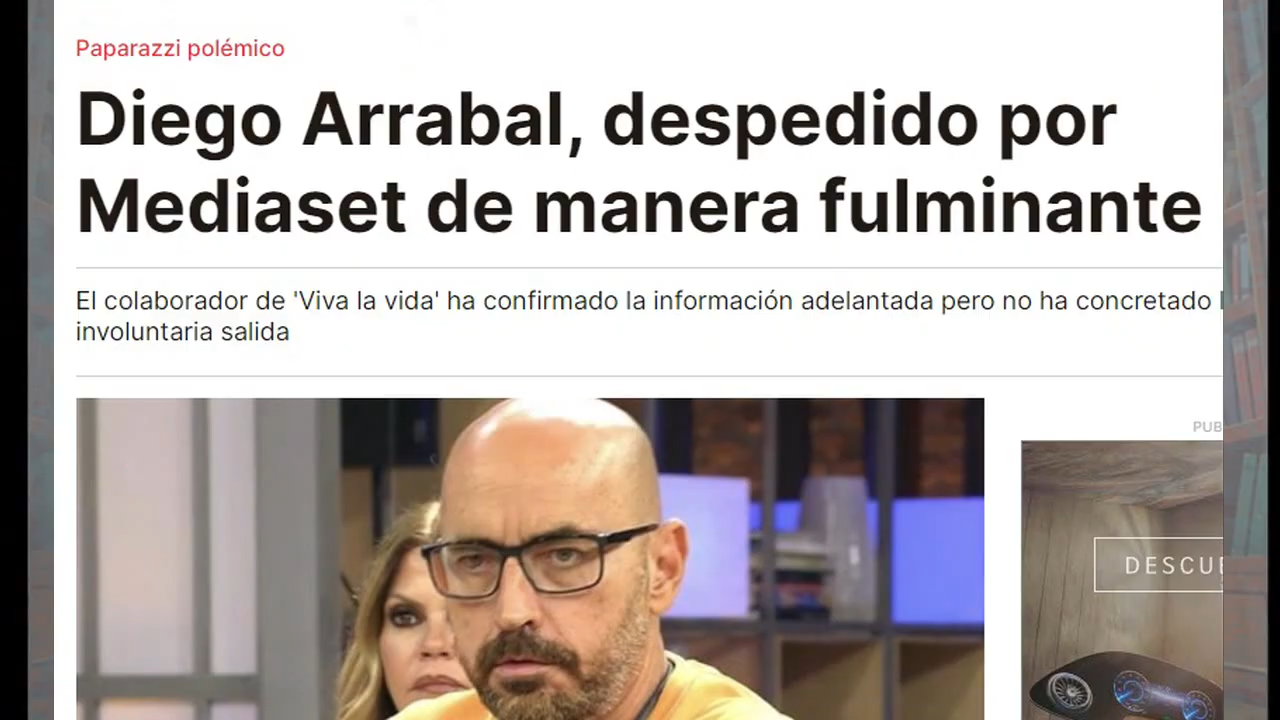 Paparazzi polémico
Diego Arrabal, despedido por
Mediaset de manera fulminante
El colaborador de 'Viva la vida' ha confirmado la información adelantada pero no ha concretado
involuntaria salida
PUB
DESCUE